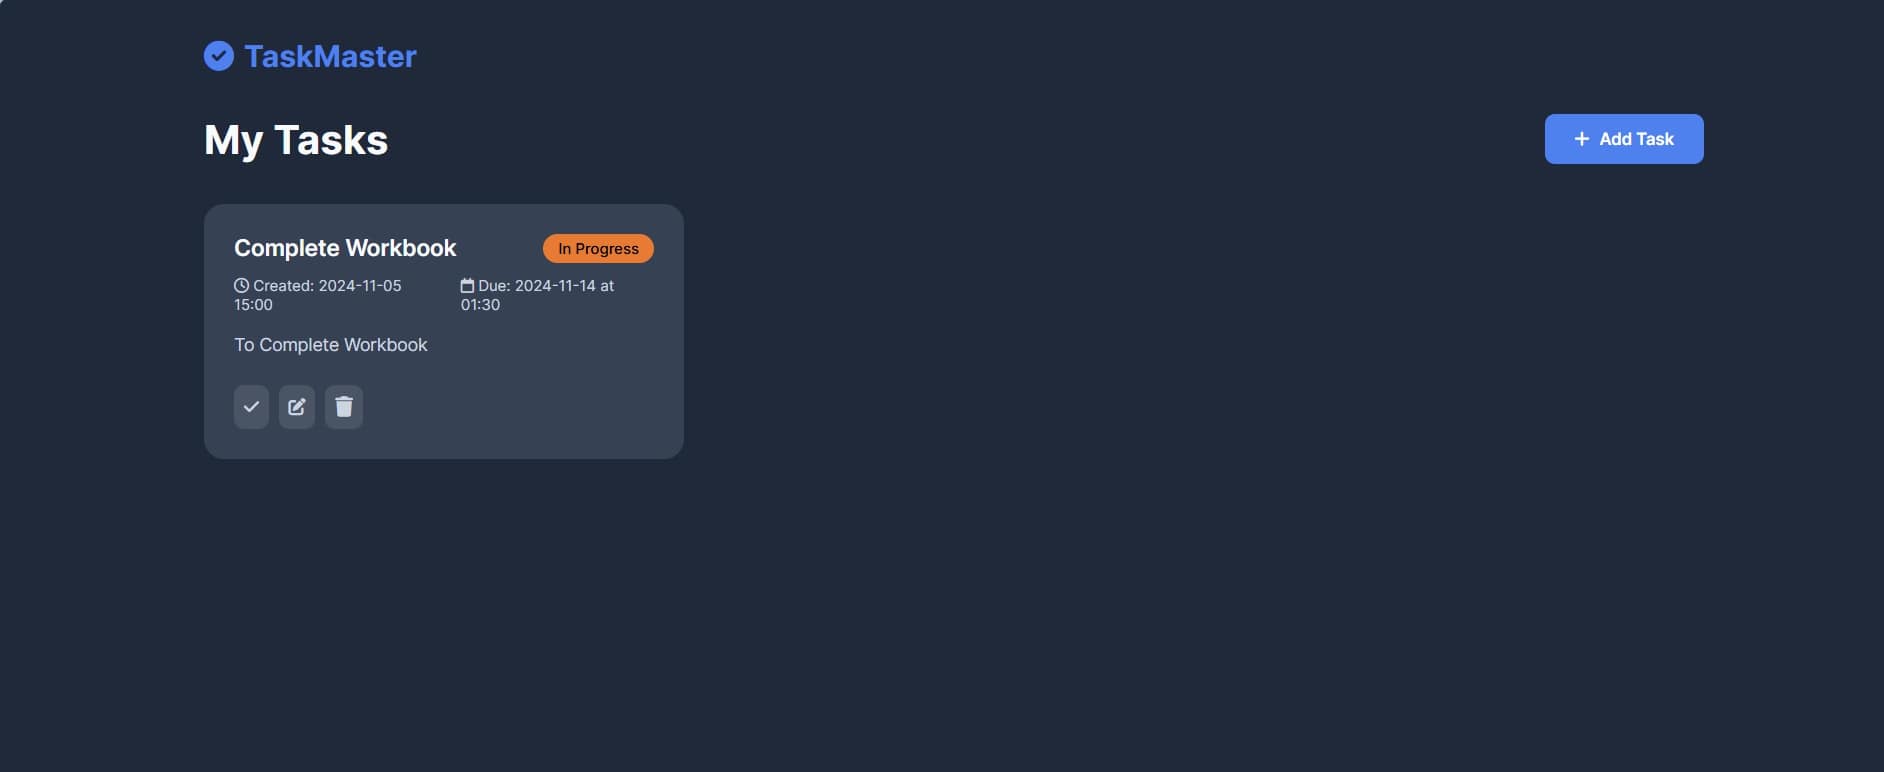 TaskMaster
My Tasks
Add Task
Complete Workbook
In Progress
Created: 2024-11-05
15:00
Due: 2024-11-14 at
01:30
To Complete Workbook